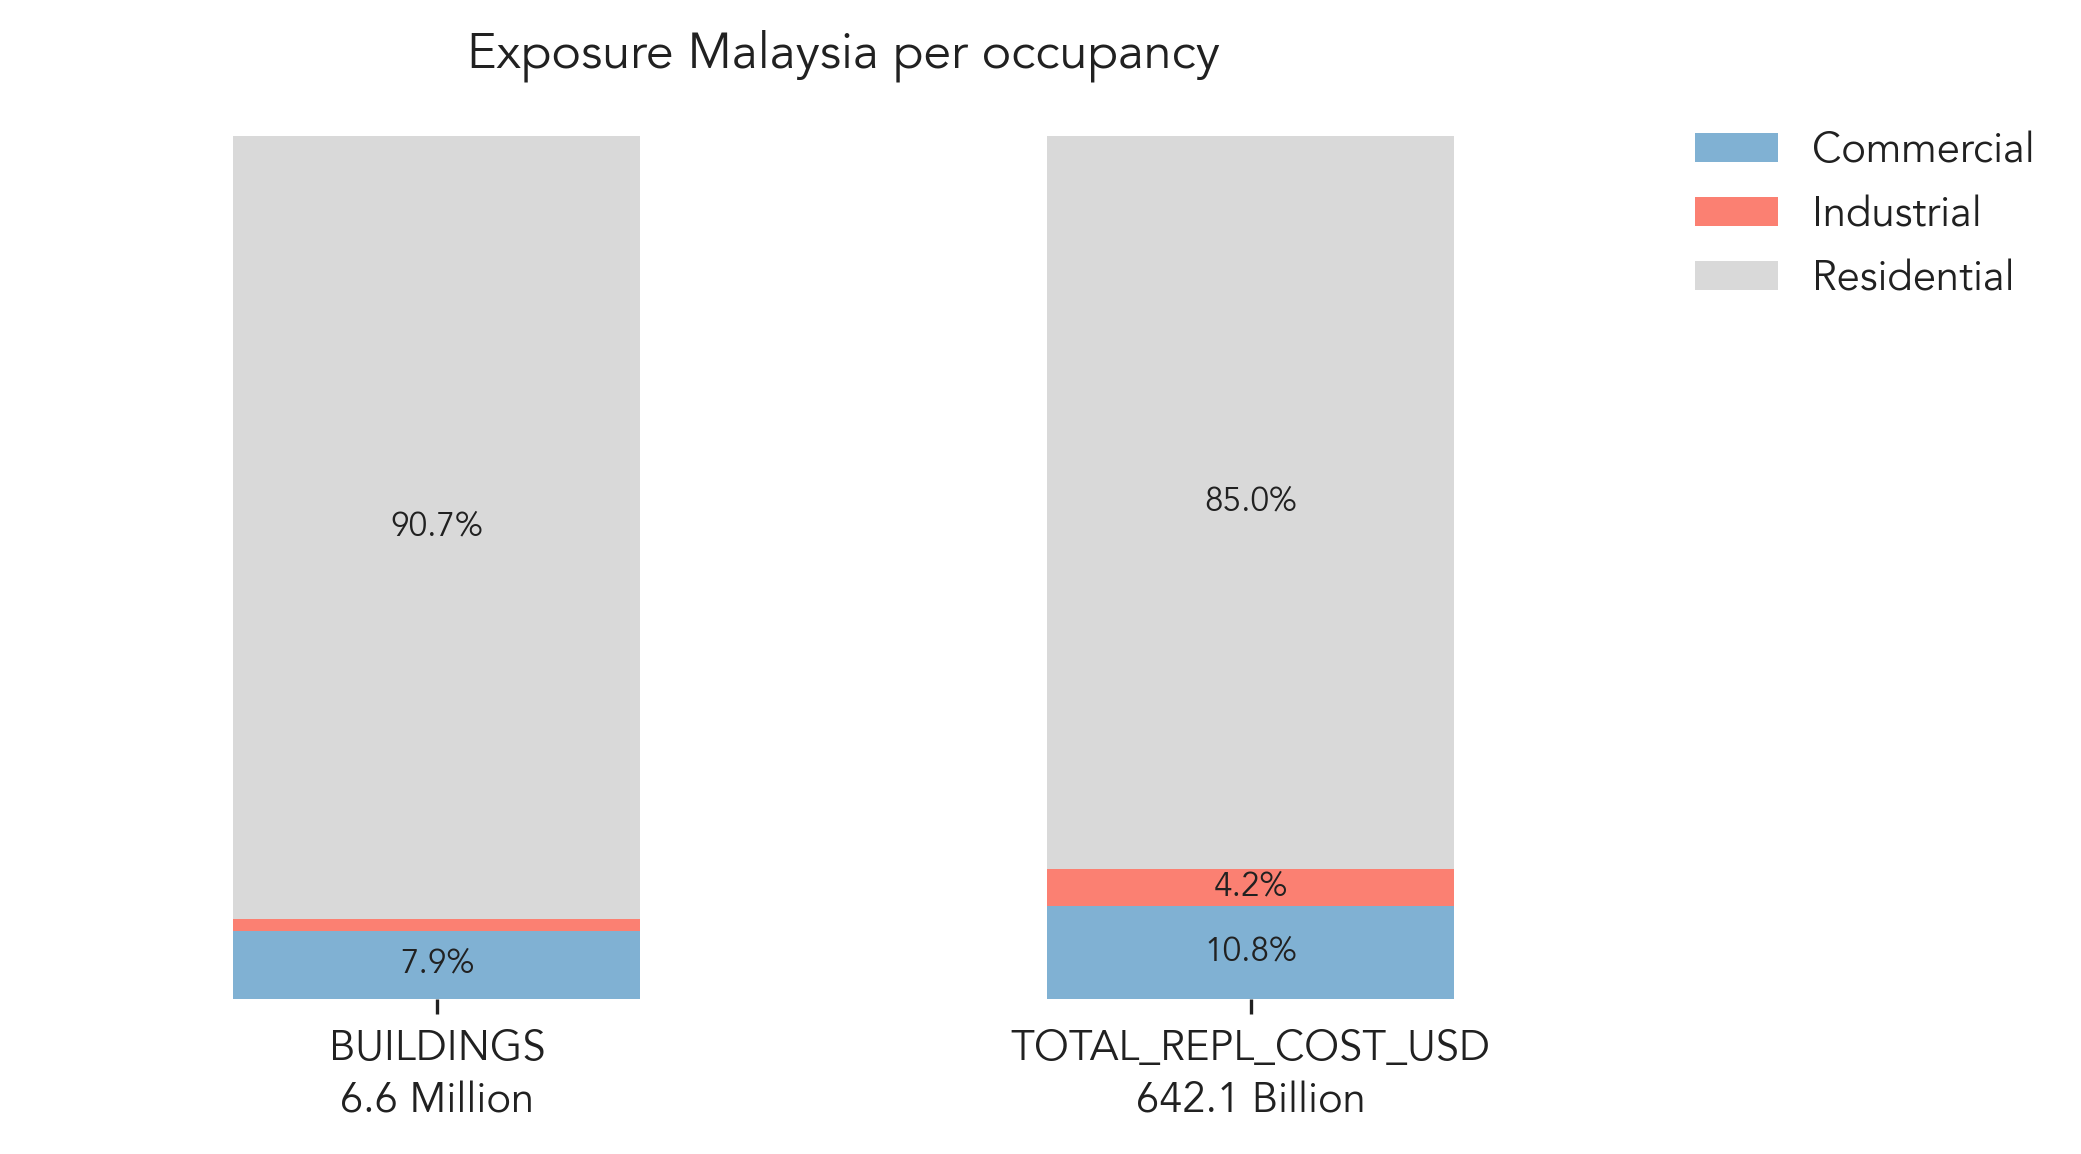 Exposure Malaysia per occupancy
Commercial
Industrial
Residential
90.7%
7.9%
85.0%
4.2%
10.8%
BUILDINGS
6.6 Million
TOTAL_REPL_COST_USD
642.1 Billion